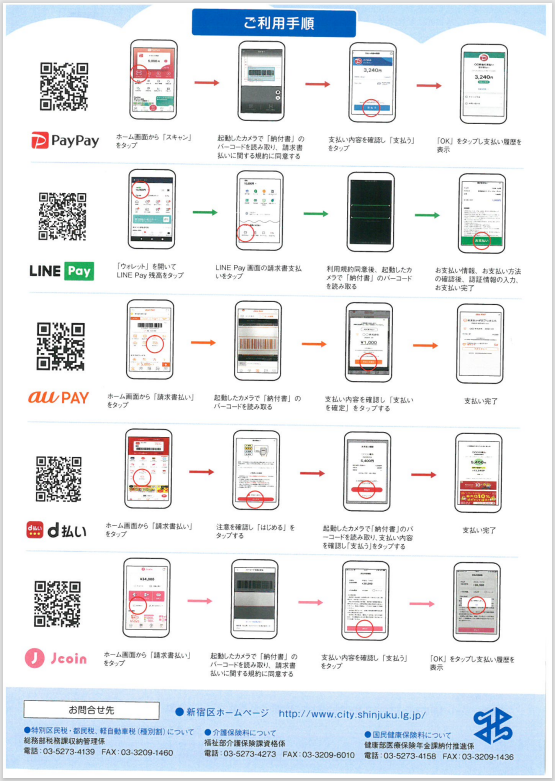 ご利用手順
PayPay
ホーム画面から「スキャン」
をタップ
起動したカメラで「納付書」の
バーコードを読み取り、請求書
払いに関する規約に同意する
支払い内容を確認し「支払う」
をタップ
「OK」をタップし支払い履歴を
表示
3,240
3,240
LINE Pay
「ウォレット」を開いて
LINE Pay 残高をタップ
LINE Pay 画面の請求書支払
いをタップ
利用規約同意後、起動したカ
メラで「納付書」のバーコード
を読み取る
お支払い情報、お支払い方法
の確認後、認証情報の入力、
お支払い完了
au PAY
ホーム画面から「請求書払い」
をタップ
起動したカメラで「納付書」の
バーコードを読み取る
¥1,000
支払い内容を確認し「支払い
を確定」をタップする
支払い完了
d払い
d払い
ホーム画面から「請求書払い」
をタップ
注意を確認し「はじめる」を
タップする
起動したカメラで「納付書」のバ
ーコードを読み取り、支払い内容
を確認し「支払う」をタップする
支払い完了
J Jcoin
ホーム画面から「請求書払い」
をタップ
起動したカメラで「納付書」の
バーコードを読み取り、請求書
払いに関する規約に同意する
支払い内容を確認し「支払う」
をタップ
「OK」をタップし支払い履歴を
表示
お問合せ先
●新宿区ホームページ http://www.city.shinjuku.lg.jp/
●特別区民税・都民税、軽自動車税(種別割)について
総務部税務課収納管理係
電話:03-5273-4139 FAX:03-3209-1460
●介護保険料について
福祉部介護保険課資格係
電話:03-5273-4273 FAX:03-3209-6010
●国民健康保険料について
健康部医療保険年金課納付推進係
電話:03-5273-4158 FAX:03-3209-1436